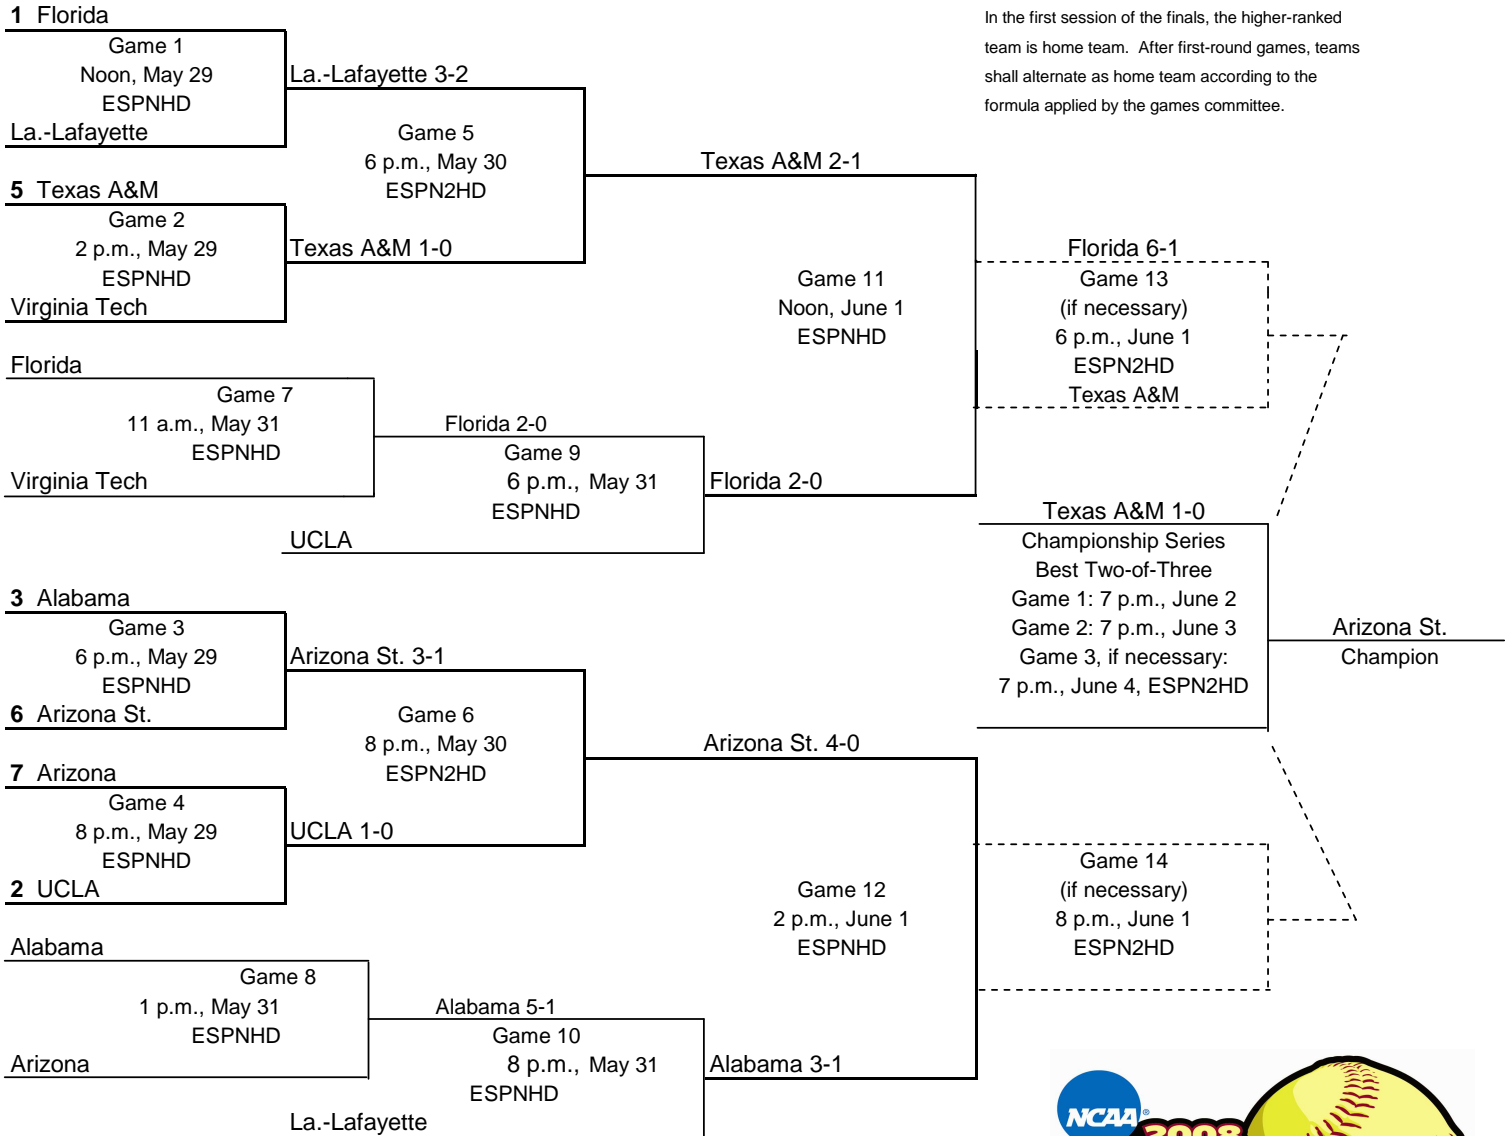 1 Florida
Game 1
Noon, May 29
ESPNHD
La.-Lafayette
La.-Lafayette 3-2
Game 5
6 p.m., May 30
ESPN2HD
5 Texas A&M
Game 2
2 p.m., May 29
ESPNHD
Virginia Tech
Texas A&M 1-0
Texas A&M 2-1
Game 11
Noon, June 1
ESPNHD
Florida
Game 7
11 a.m., May 31
ESPNHD
Virginia Tech
Florida 2-0
Game 9
6 p.m., May 31
ESPNHD
UCLA
Florida 2-0
In the first session of the finals, the higher-ranked
team is home team. After first-round games, teams
shall alternate as home team according to the
formula applied by the games committee.
Florida 6-1
Game 13
(if necessary)
6 p.m., June 1
ESPN2HD
Texas A&M
Texas A&M 1-0
Championship Series
Best Two-of-Three
Game 1: 7 p.m., June 2
Game 2: 7 p.m., June 3
Game 3, if necessary:
7 p.m., June 4, ESPN2HD
Arizona St.
Champion
3 Alabama
Game 3
6 p.m., May 29
ESPNHD
6 Arizona St.
Arizona St. 3-1
Game 6
8 p.m., May 30
ESPN2HD
7 Arizona
Game 4
8 p.m., May 29
ESPNHD
2 UCLA
UCLA 1-0
Arizona St. 4-0
Game 12
2 p.m., June 1
ESPNHD
Game 14
(if necessary)
8 p.m., June 1
ESPN2HD
Alabama
Game 8
1 p.m., May 31
ESPNHD
Arizona
Alabama 5-1
Game 10
8 p.m., May 31
ESPNHD
La.-Lafayette
Alabama 3-1
NCAA®
2008